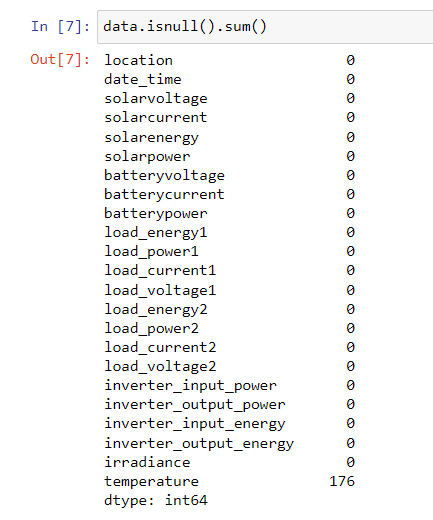 In [7]: data.isnull().sum()
Out[7]: location 0
date_time 0
solarvoltage 0
solarcurrent 0
solarenergy 0
solarpower 0
batteryvoltage 0
batterycurrent 0
batterypower 0
load_energy1 0
load_power1 0
load_current1 0
load_voltage1 0
load_energy2 0
load_power2 0
load_current2 0
load_voltage2 0
inverter_input_power 0
inverter_output_power 0
inverter_input_energy 0
inverter_output_energy 0
irradiance 0
temperature 176
dtype: int64